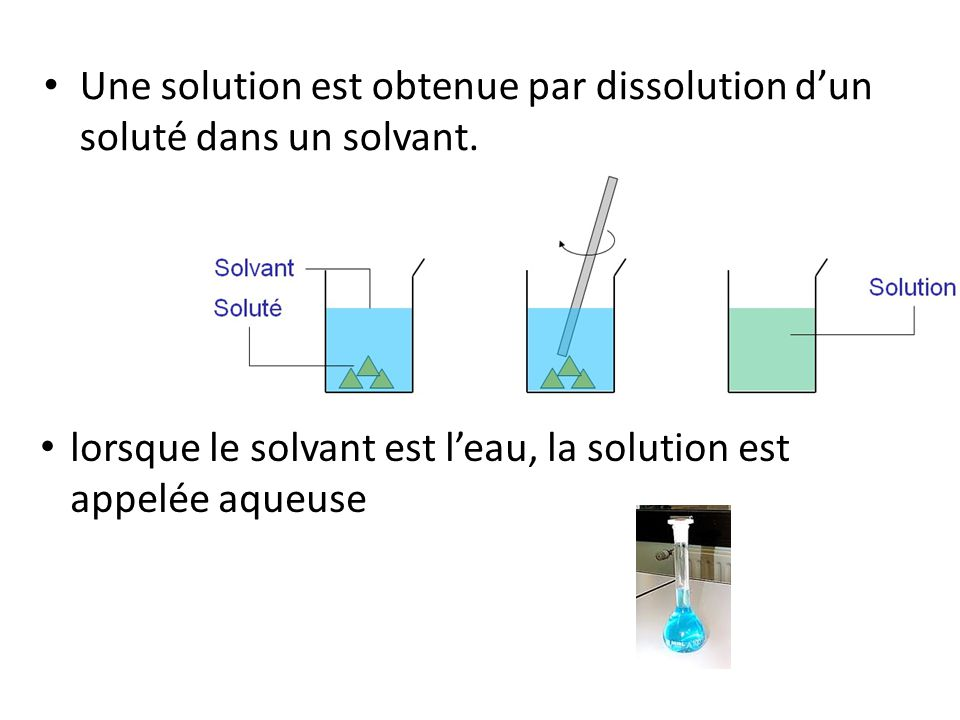 • Une solution est obtenue par dissolution d’un
soluté dans un solvant.
Solvant
Soluté
Solution
• lorsque le solvant est l’eau, la solution est
appelée aqueuse